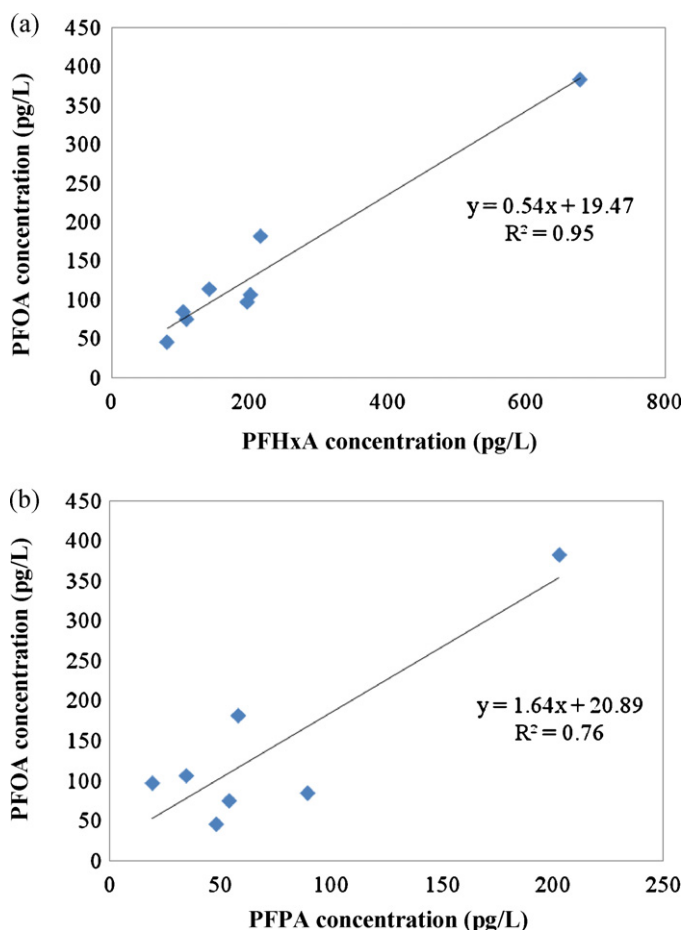 (a)
450
400
350
300
250
200
150
100
50
0
PFOA concentration (pg/L)
y = 0.54x + 19.47
R² = 0.95
0 200 400 600 800
PFHxA concentration (pg/L)
(b)
450
400
350
300
250
200
150
100
50
0
PFOA concentration (pg/L)
y = 1.64x + 20.89
R² = 0.76
0 50 100 150 200 250
PFPA concentration (pg/L)